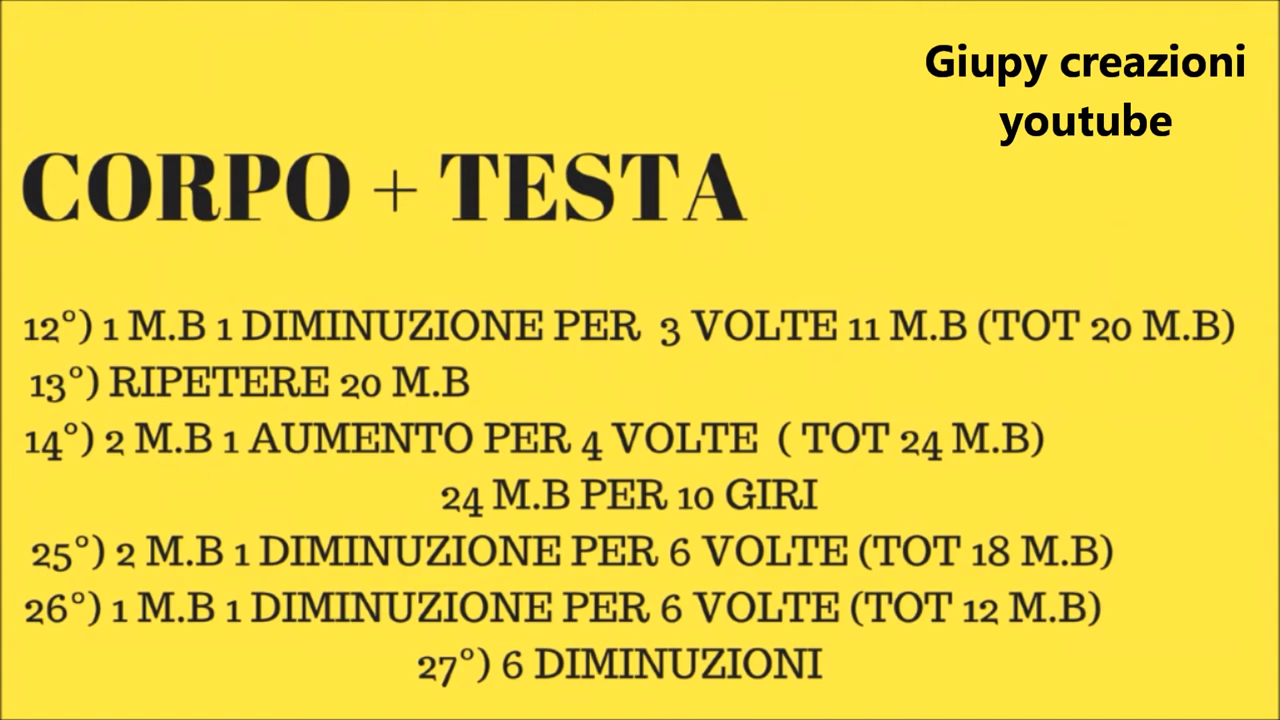 Giupy creazioni
youtube
CORPO + TESTA
12°) 1 M.B 1 DIMINUZIONE PER 3 VOLTE 11 M.B (TOT 20 M.B)
13°) RIPETERE 20 M.B
14°) 2 M.B 1 AUMENTO PER 4 VOLTE ( TOT 24 M.B)
24 M.B PER 10 GIRI
25°) 2 M.B 1 DIMINUZIONE PER 6 VOLTE (TOT 18 M.B)
26°) 1 M.B 1 DIMINUZIONE PER 6 VOLTE (TOT 12 M.B)
27°) 6 DIMINUZIONI